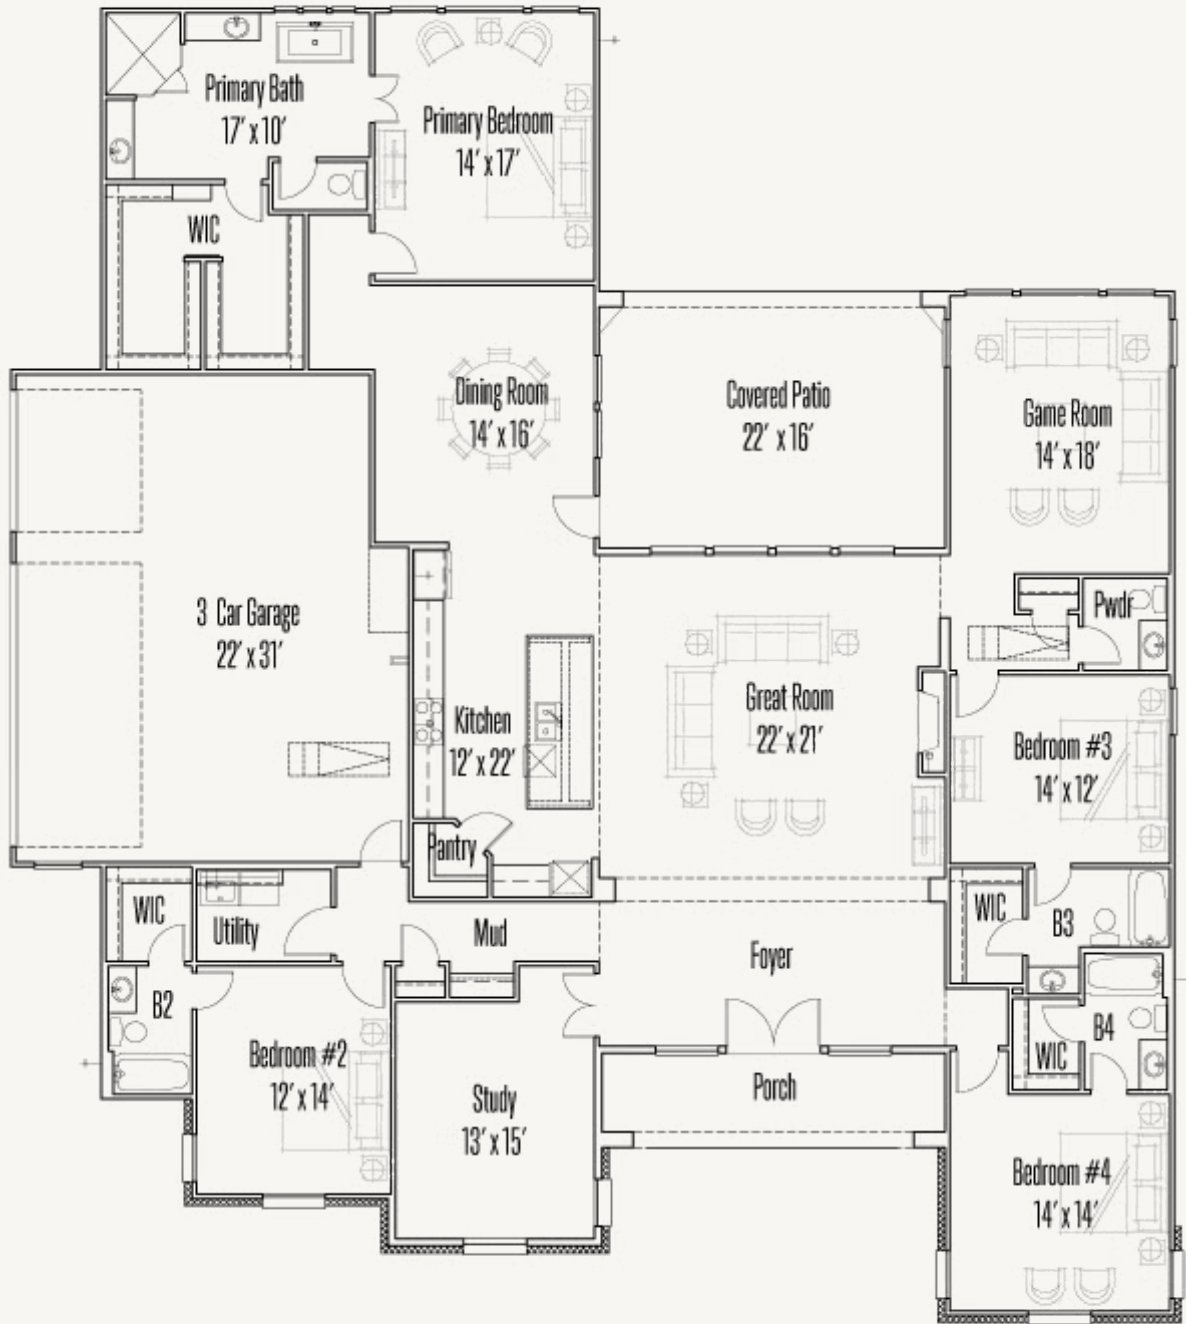 Primary Bath
17' x 10'
Primary Bedroom
14' x 17'
WIC
Dining Room
14' x 16'
Covered Patio
22' x 16'
Game Room
14' x 18'
3 Car Garage
22' x 31'
Pwdr
Kitchen
12' x 22'
Great Room
22' x 21'
Bedroom #3
14' x 12'
Pantry
WIC
Utility
Mud
Foyer
WIC
B3
B2
Bedroom #2
12' x 14'
Study
13' x 15'
Porch
WIC
B4
Bedroom #4
14' x 14'